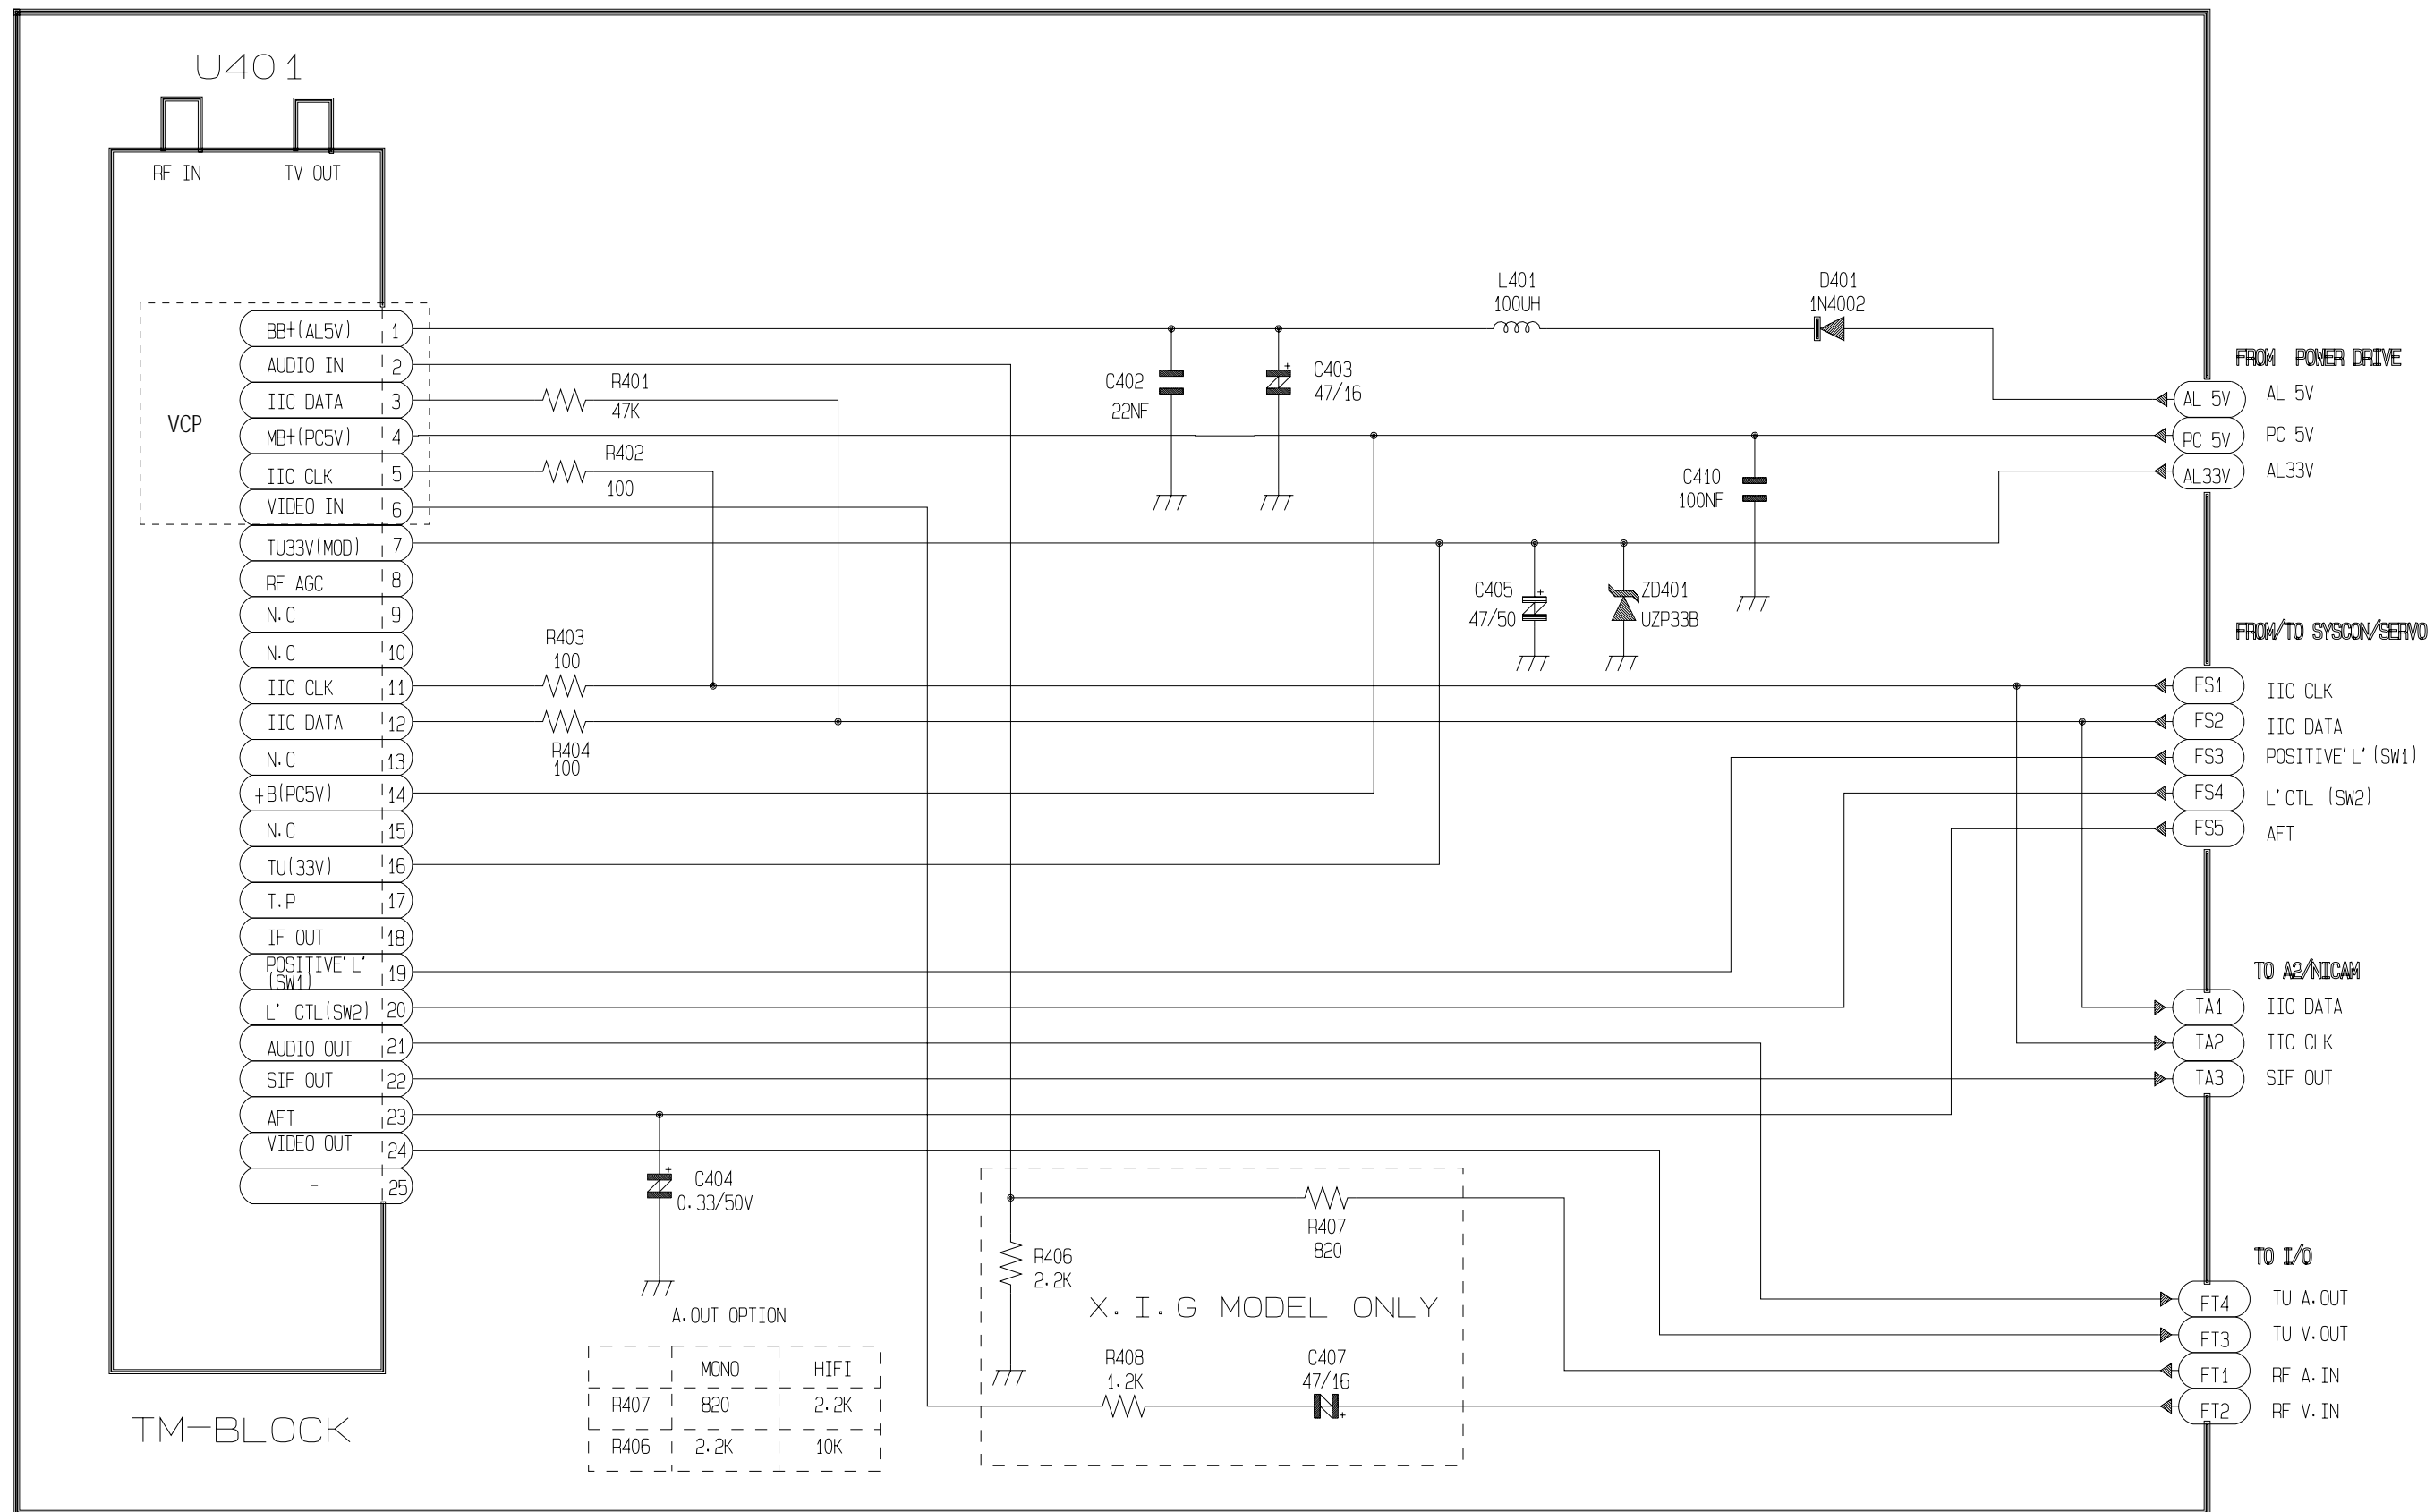 U401
RF IN
TV OUT
VCP
BB+(AL5V) 1
AUDIO IN 2
IIC DATA 3
MB+(PC5V) 4
IIC CLK 5
VIDEO IN 6
TU33V(MOD) 7
RF AGC 8
N.C 9
N.C 10
IIC CLK 11
IIC DATA 12
N.C 13
+B(PC5V) 14
N.C 15
TU(33V) 16
T.P 17
IF OUT 18
POSITIVE'L'
(SW1) 19
L' CTL(SW2) 20
AUDIO OUT 21
SIF OUT 22
AFT 23
VIDEO OUT 24
- 25
TM-BLOCK
R401
47K
R402
100
R403
100
R404
100
C402
22NF
C403
47/16
+
L401
100UH
D401
1N4002
C410
100NF
C405
47/50
+
ZD401
UZP33B
C404
0.33/50V
+
A.OUT OPTION
MONO HIFI
R407 820 2.2K
R406 2.2K 10K
R407
820
R406
2.2K
X.I.G MODEL ONLY
R408
1.2K
C407
47/16
+
FROM POWER DRIVE
AL 5V AL 5V
PC 5V PC 5V
AL33V AL33V
FROM/TO SYSCON/SERVO
FS1 IIC CLK
FS2 IIC DATA
FS3 POSITIVE'L'(SW1)
FS4 L'CTL (SW2)
FS5 AFT
TO A2/NICAM
TA1 IIC DATA
TA2 IIC CLK
TA3 SIF OUT
TO I/O
FT4 TU A.OUT
FT3 TU V.OUT
FT1 RF A.IN
FT2 RF V.IN